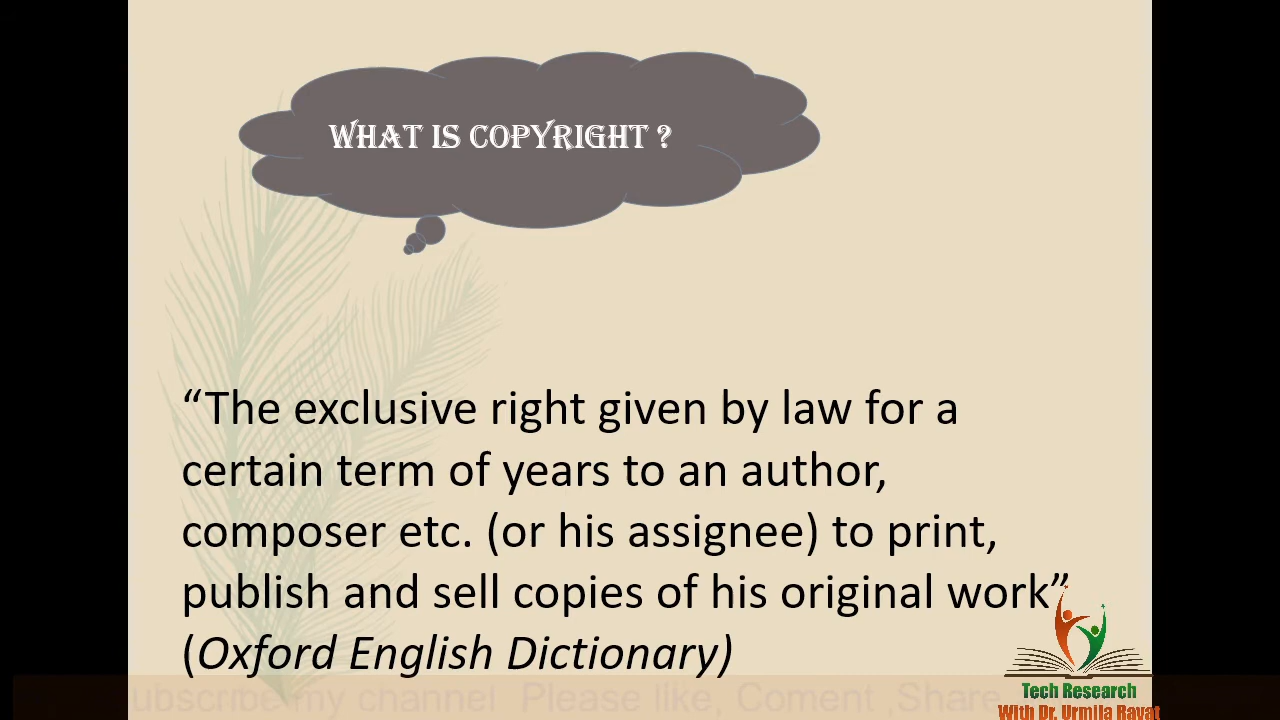 WHAT IS COPYRIGHT ?
“The exclusive right given by law for a
certain term of years to an author,
composer etc. (or his assignee) to print,
publish and sell copies of his original work”
(Oxford English Dictionary)
ubscribe my channel Please like, Coment ,Share
Tech Research
With Dr. Urmila Ravat